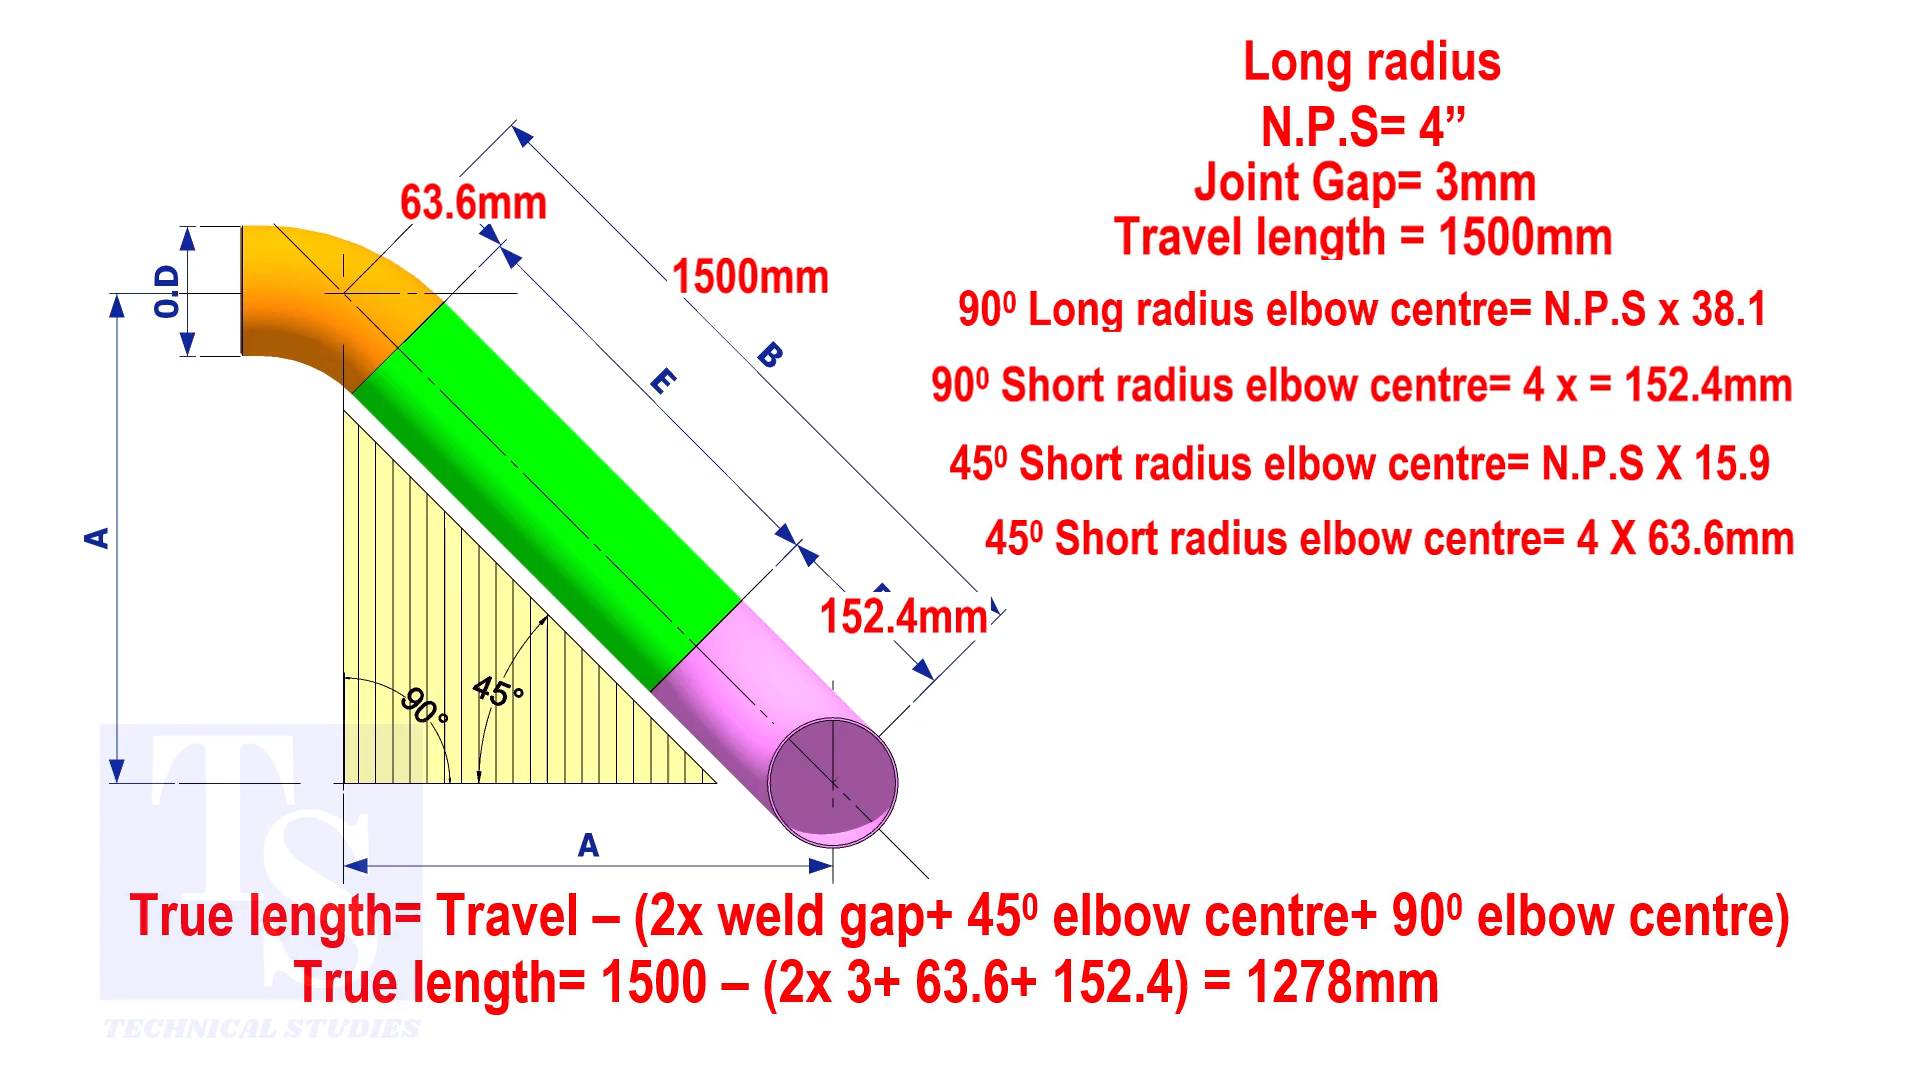 Long radius
N.P.S= 4”
Joint Gap= 3mm
Travel length = 1500mm
90⁰ Long radius elbow centre= N.P.S x 38.1
90⁰ Short radius elbow centre= 4 x = 152.4mm
45⁰ Short radius elbow centre= N.P.S X 15.9
45⁰ Short radius elbow centre= 4 X 63.6mm
63.6mm
1500mm
B
E
O.D
A
152.4mm
90°
45°
A
True length= Travel – (2x weld gap+ 45⁰ elbow centre+ 90⁰ elbow centre)
True length= 1500 – (2x 3+ 63.6+ 152.4) = 1278mm
TS
TECHNICAL STUDIES